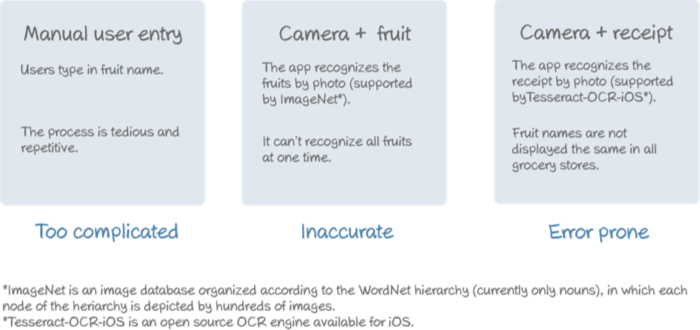 Manual user entry
Users type in fruit name.
The process is tedious and
repetitive.
Too complicated
Camera + fruit
The app recognizes the
fruits by photo (supported
by ImageNet*).
It can't recognize all fruits
at one time.
Inaccurate
Camera + receipt
The app recognizes the
receipt by photo (supported
byTesseract-OCR-iOS*).
Fruit names are not
displayed the same in all
grocery stores.
Error prone
*ImageNet is an image database organized according to the WordNet hierarchy (currently only nouns), in which each
node of the heriarchy is depicted by hundreds of images.
*Tesseract-OCR-iOS is an open source OCR engine available for iOS.